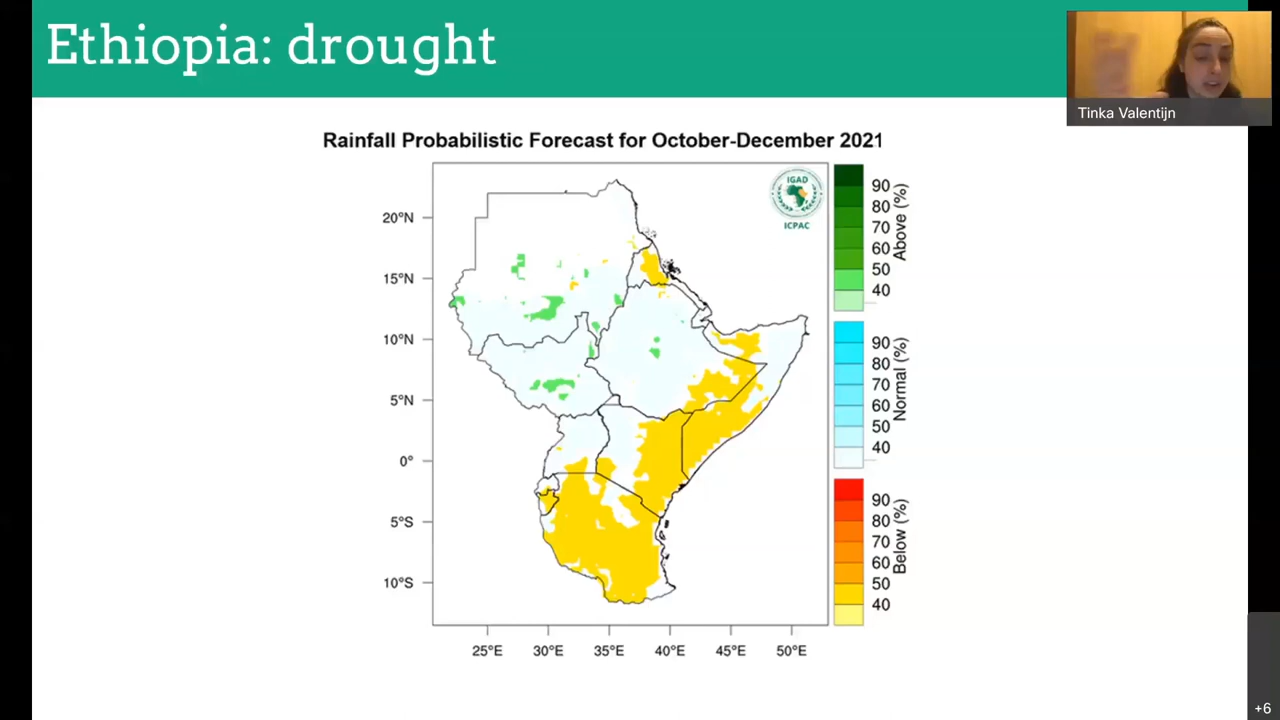 Ethiopia: drought
Tinka Valentijn
Rainfall Probabilistic Forecast for October-December 2021
IGAD
ICPAC
20°N
15°N
10°N
5°N
0°
5°S
10°S
25°E
30°E
35°E
40°E
45°E
50°E
90
80
70
60
50
40
Above (%)
90
80
70
60
50
40
Normal (%)
90
80
70
60
50
40
Below (%)
+6